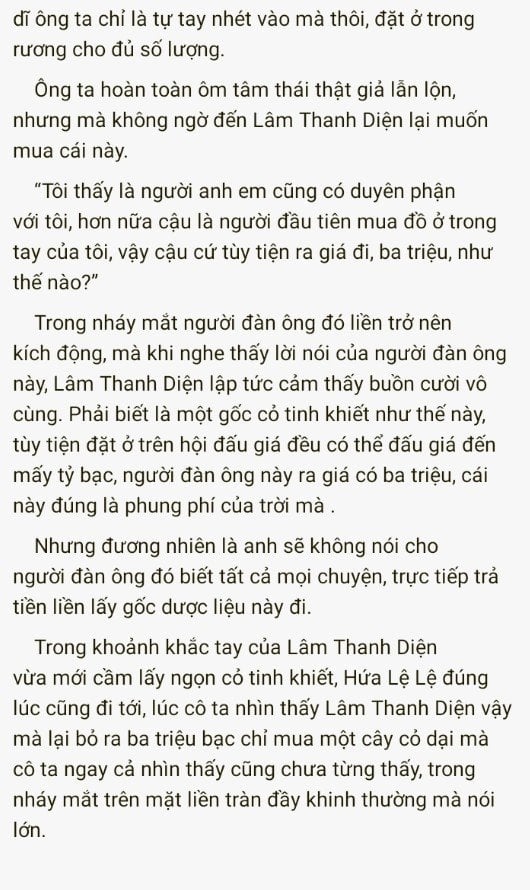 dĩ ông ta chỉ là tự tay nhét vào mà thôi, đặt ở trong
rương cho đủ số lượng.
Ông ta hoàn toàn ôm tâm thái thật giả lẫn lộn,
nhưng mà không ngờ đến Lâm Thanh Diện lại muốn
mua cái này.
“Tôi thấy là người anh em cũng có duyên phận
với tôi, hơn nữa cậu là người đầu tiên mua đồ ở trong
tay của tôi, vậy cậu cứ tùy tiện ra giá đi, ba triệu, như
thế nào?”
Trong nháy mắt người đàn ông đó liền trở nên
kích động, mà khi nghe thấy lời nói của người đàn ông
này, Lâm Thanh Diện lập tức cảm thấy buồn cười vô
cùng. Phải biết là một gốc cỏ tinh khiết như thế này,
tùy tiện đặt ở trên hội đấu giá đều có thể đấu giá đến
mấy tỷ bạc, người đàn ông này ra giá có ba triệu, cái
này đúng là phung phí của trời mà .
Nhưng đương nhiên là anh sẽ không nói cho
người đàn ông đó biết tất cả mọi chuyện, trực tiếp trả
tiền liền lấy gốc dược liệu này đi.
Trong khoảnh khắc tay của Lâm Thanh Diện
vừa mới cầm lấy ngọn cỏ tinh khiết, Hứa Lệ Lệ đúng
lúc cũng đi tới, lúc cô ta nhìn thấy Lâm Thanh Diện vậy
mà lại bỏ ra ba triệu bạc chỉ mua một cây cỏ dại mà
cô ta ngay cả nhìn thấy cũng chưa từng thấy, trong
nháy mắt trên mặt liền tràn đầy khinh thường mà nói
lớn.